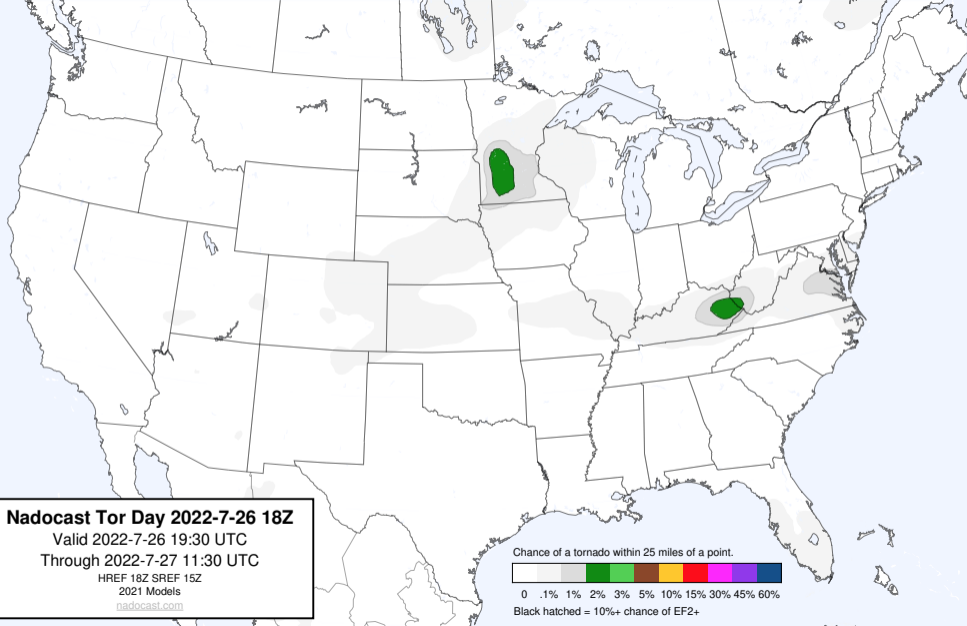 Nadocast Tor Day 2022-7-26 18Z
Valid 2022-7-26 19:30 UTC
Through 2022-7-27 11:30 UTC
HREF 18Z SREF 15Z
2021 Models
nadocast.com
Chance of a tornado within 25 miles of a point.
0 .1% 1% 2% 3% 5% 10% 15% 30% 45% 60%
Black hatched = 10%+ chance of EF2+